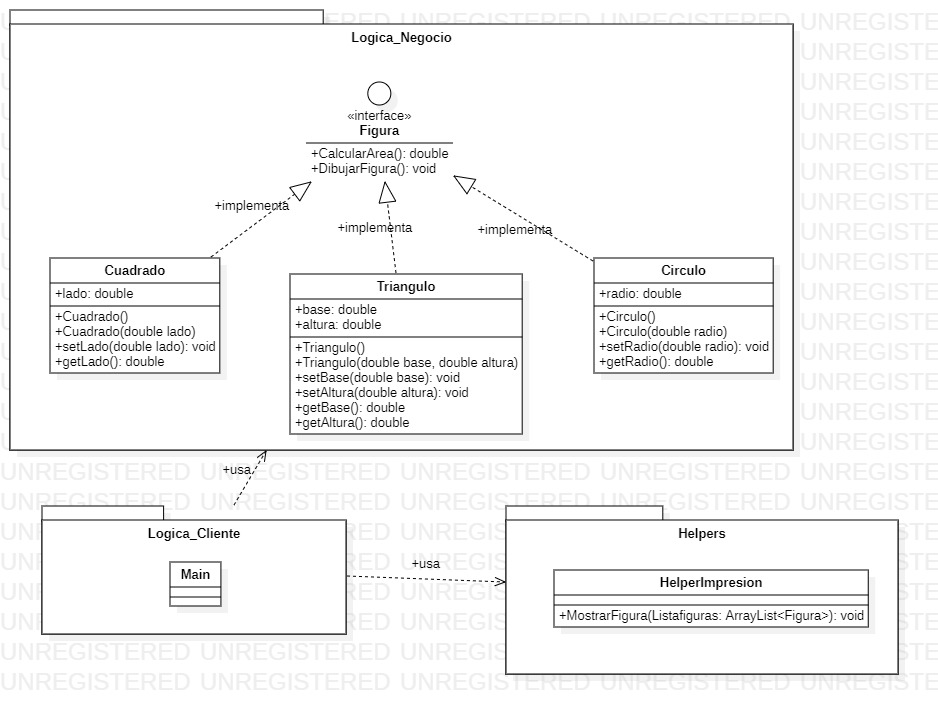 Logica_Negocio
«interface»
Figura
+CalcularArea(): double
+DibujarFigura(): void
+implementa
+implementa
+implementa
Cuadrado
+lado: double
+Cuadrado()
+Cuadrado(double lado)
+setLado(double lado): void
+getLado(): double
Triangulo
+base: double
+altura: double
+Triangulo()
+Triangulo(double base, double altura)
+setBase(double base): void
+setAltura(double altura): void
+getBase(): double
+getAltura(): double
Circulo
+radio: double
+Circulo()
+Circulo(double radio)
+setRadio(double radio): void
+getRadio(): double
+usa
Logica_Cliente
Main
+usa
Helpers
HelperImpresion
+MostrarFigura(Listafiguras: ArrayList<Figura>): void
UNREGISTERED UNREGISTERED UNREGISTERED UNREGISTERED UNREGISTE